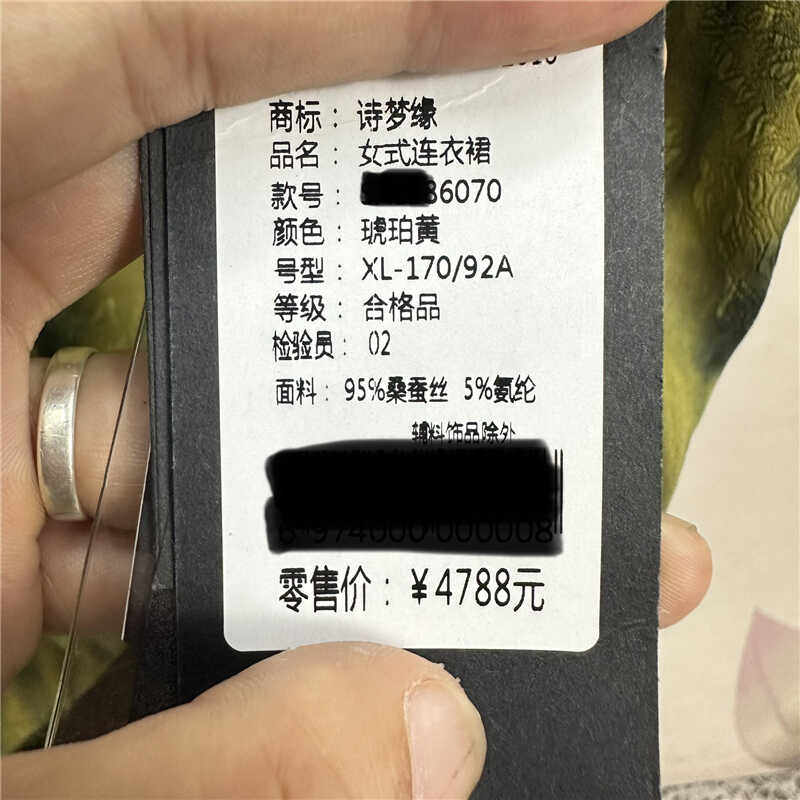 商标：诗梦缘
品名：女式连衣裙
款号：86070
颜色：琥珀黄
号型：XL-170/92A
等级：合格品
检验员：02
面料：95%桑蚕丝 5%氨纶
辅料饰品除外
零售价：￥4788元